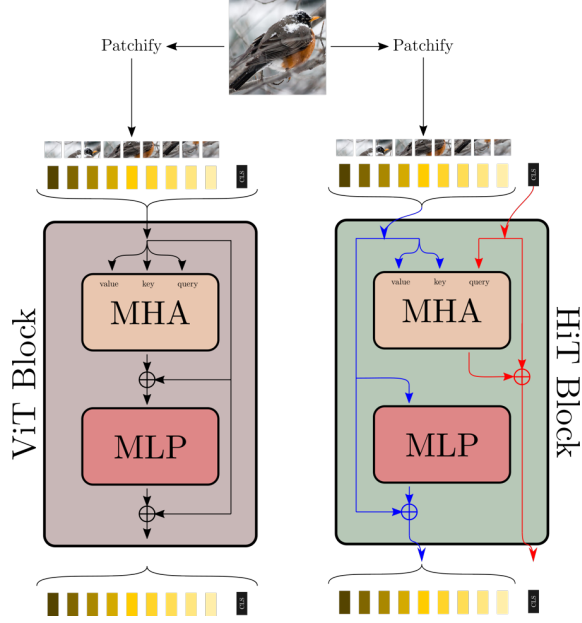 Patchify
Patchify
CLS
CLS
ViT Block
value key query
MHA
MLP
HiT Block
value key query
MHA
MLP
CLS
CLS